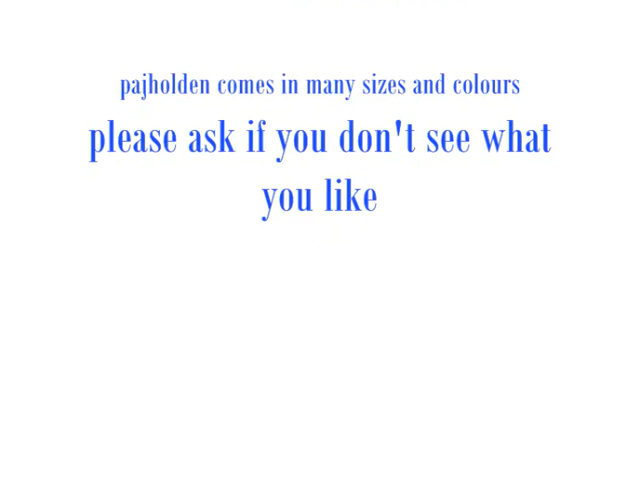 pajholden comes in many sizes and colours
please ask if you don't see what
you like